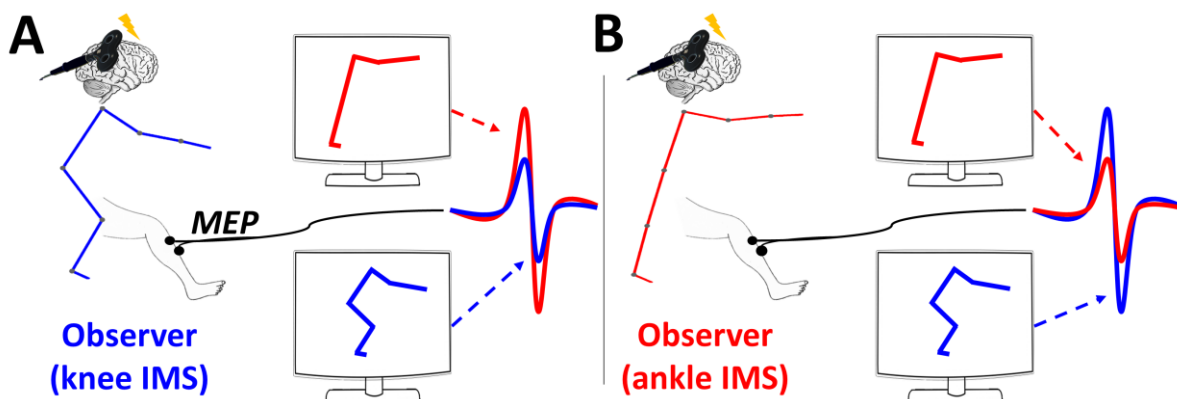 A
B
MEP
Observer
(knee IMS)
Observer
(ankle IMS)